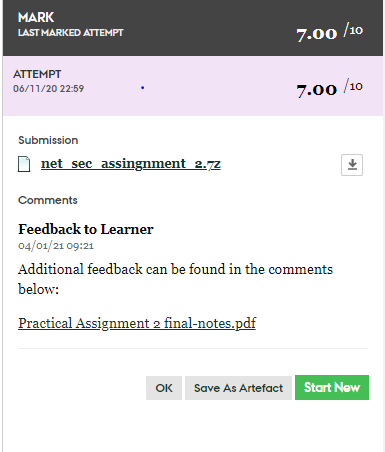 MARK
LAST MARKED ATTEMPT
7.00 /10
ATTEMPT
06/11/20 22:59
7.00 /10
Submission
net_sec_assingnment_2.7z
Comments
Feedback to Learner
04/01/21 09:21
Additional feedback can be found in the comments
below:
Practical Assignment 2 final-notes.pdf
OK
Save As Artefact
Start New